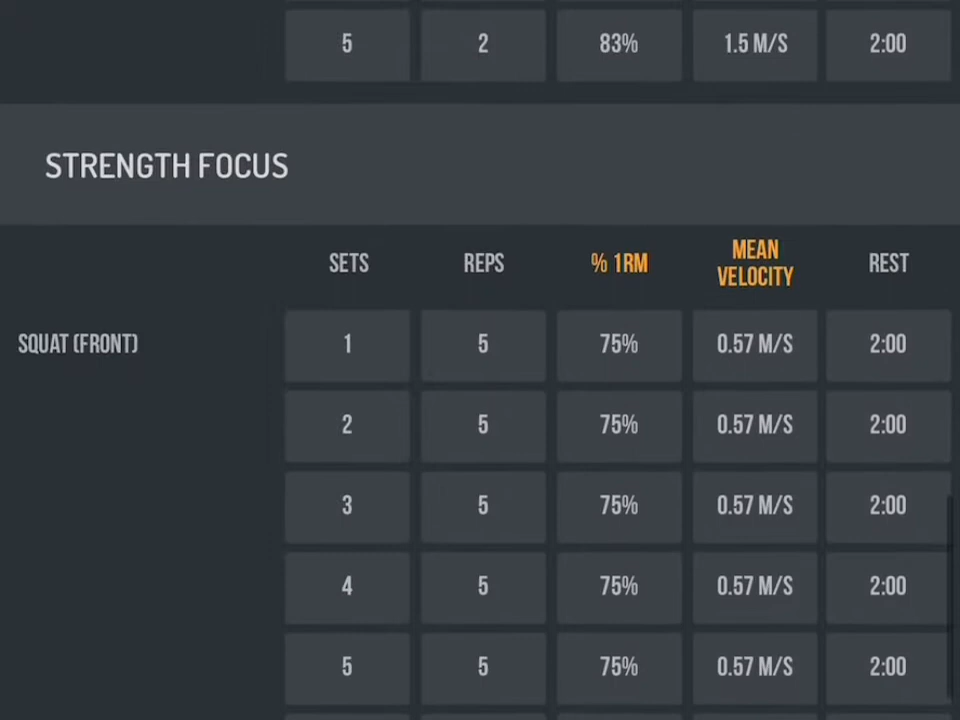 5 2 83% 1.5 M/S 2:00
STRENGTH FOCUS
SETS REPS % 1RM MEAN VELOCITY REST
SQUAT (FRONT) 1 5 75% 0.57 M/S 2:00
2 5 75% 0.57 M/S 2:00
3 5 75% 0.57 M/S 2:00
4 5 75% 0.57 M/S 2:00
5 5 75% 0.57 M/S 2:00